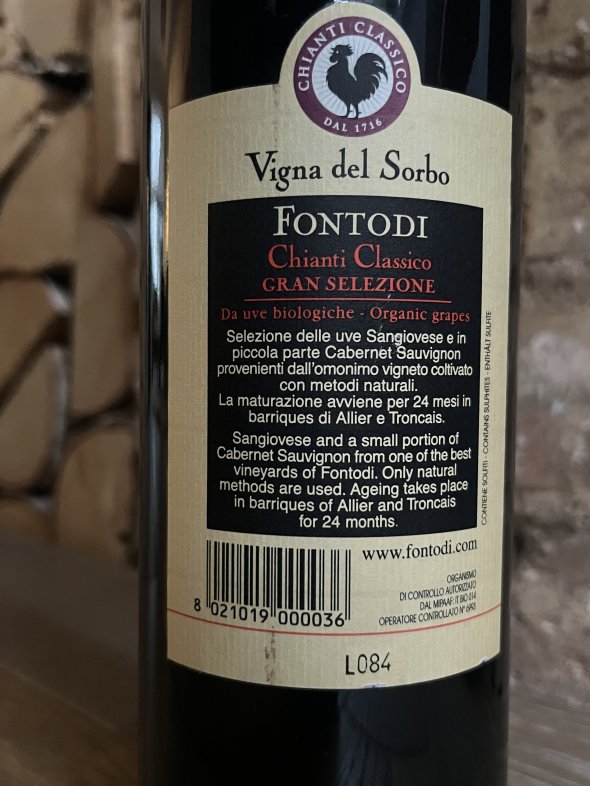 CHIANTI CLASSICO
DAL 1716
Vigna del Sorbo
FONTODI
Chianti Classico
GRAN SELEZIONE
Da uve biologiche - Organic grapes
Selezione delle uve Sangiovese e in
piccola parte Cabernet Sauvignon
provenienti dall'omonimo vigneto coltivato
con metodi naturali.
La maturazione avviene per 24 mesi in
barriques di Allier e Troncais.
Sangiovese and a small portion of
Cabernet Sauvignon from one of the best
vineyards of Fontodi. Only natural
methods are used. Ageing takes place
in barriques of Allier and Troncais
for 24 months.
CONTIENE SOLFITI - CONTAINS SULPHITES - ENTHÄLT SULFITE
www.fontodi.com
ORGANISMO
DI CONTROLLO AUTORIZZATO
DAL MIPAAF: IT BIO 014
OPERATORE CONTROLLATO N°
8 021019 000036
L084